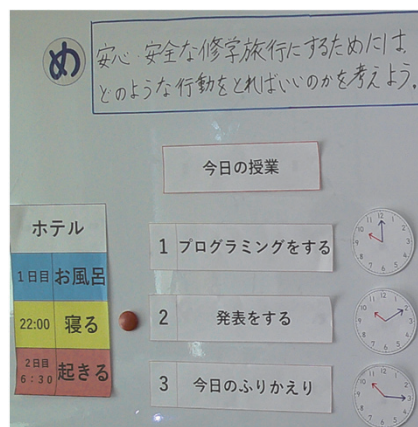 め
安心・安全な修学旅行にするためには、
どのような行動をとればいいのかを考えよう。
今日の授業
1 プログラミングをする
2 発表をする
3 今日のふりかえり
ホテル
1日目 お風呂
22:00 寝る
2日目 6:30 起きる